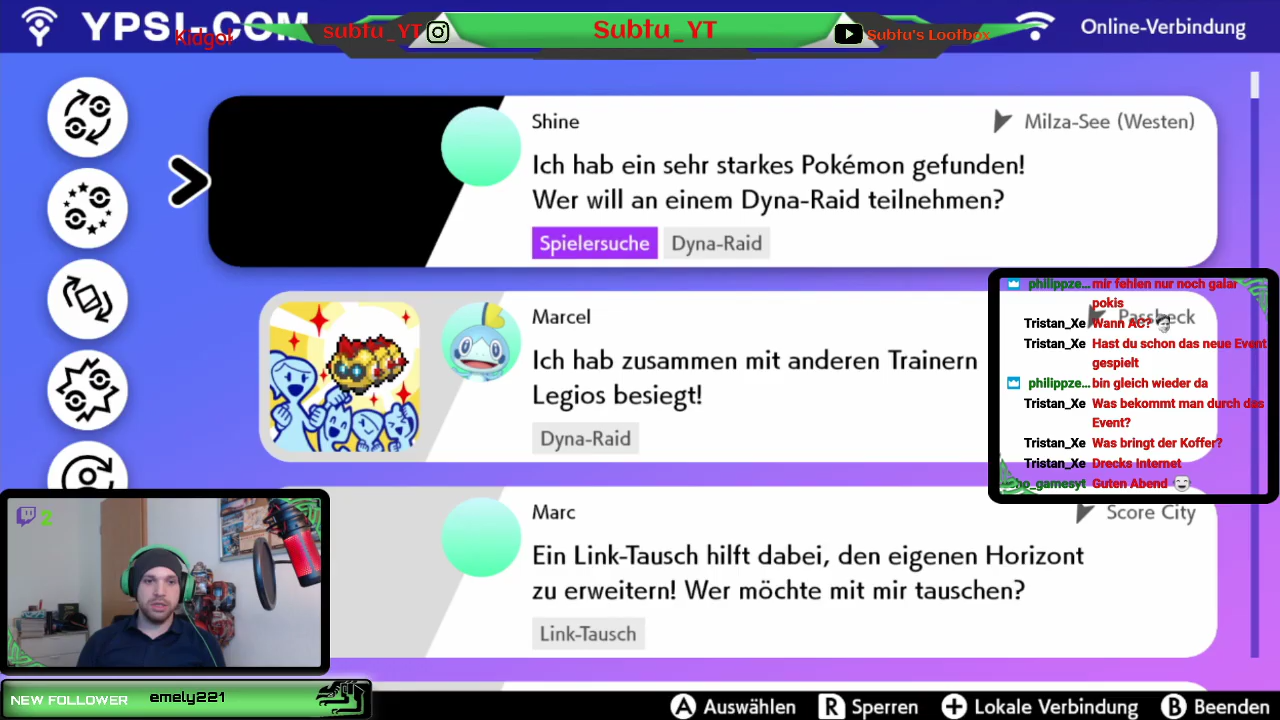 YPSI-COM
Kidgok
subtu_YT
Subtu_YT
Subtu's Lootbox
Online-Verbindung
Shine
Milza-See (Westen)
Ich hab ein sehr starkes Pokémon gefunden!
Wer will an einem Dyna-Raid teilnehmen?
Spielersuche
Dyna-Raid
Marcel
Passbeck
Ich hab zusammen mit anderen Trainern
Legios besiegt!
Dyna-Raid
philippze... mir fehlen nur noch galar
pokis
Tristan_Xe Wann AC?
Tristan_Xe Hast du schon das neue Event
gespielt
philippze... bin gleich wieder da
Tristan_Xe Was bekommt man durch das
Event?
Tristan_Xe Was bringt der Koffer?
Tristan_Xe Drecks Internet
Guten Abend
Marc
Score City
Ein Link-Tausch hilft dabei, den eigenen Horizont
zu erweitern! Wer möchte mit mir tauschen?
Link-Tausch
2
NEW FOLLOWER emely221
A Auswählen R Sperren + Lokale Verbindung B Beenden